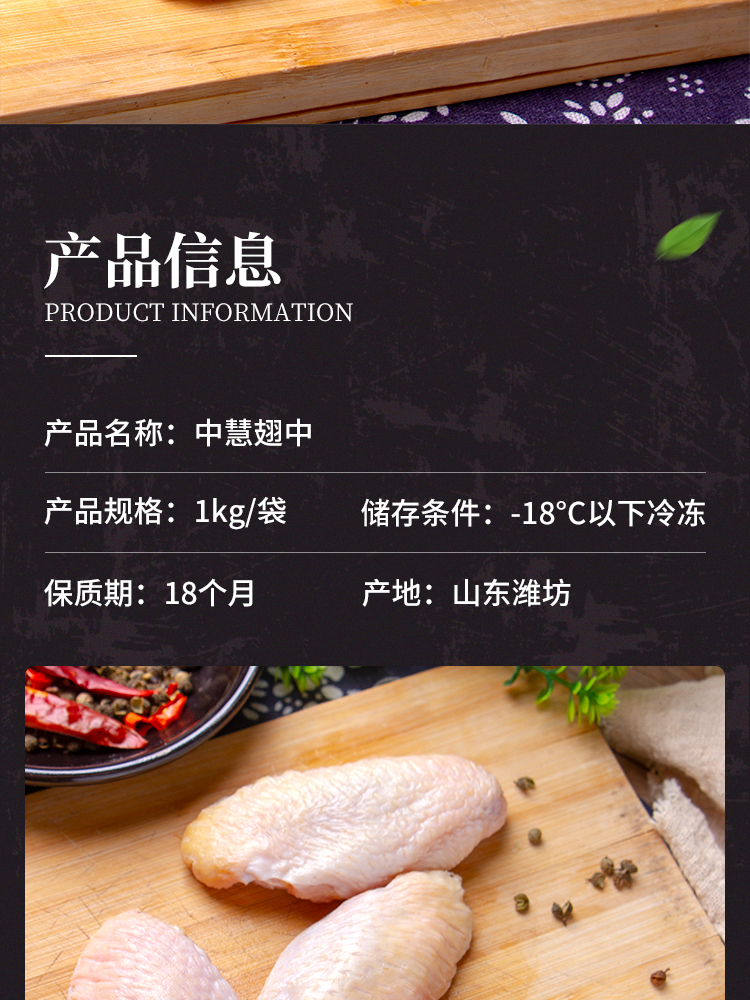 产品信息
PRODUCT INFORMATION
产品名称：中慧翅中
产品规格：1kg/袋
储存条件：-18℃以下冷冻
保质期：18个月
产地：山东潍坊